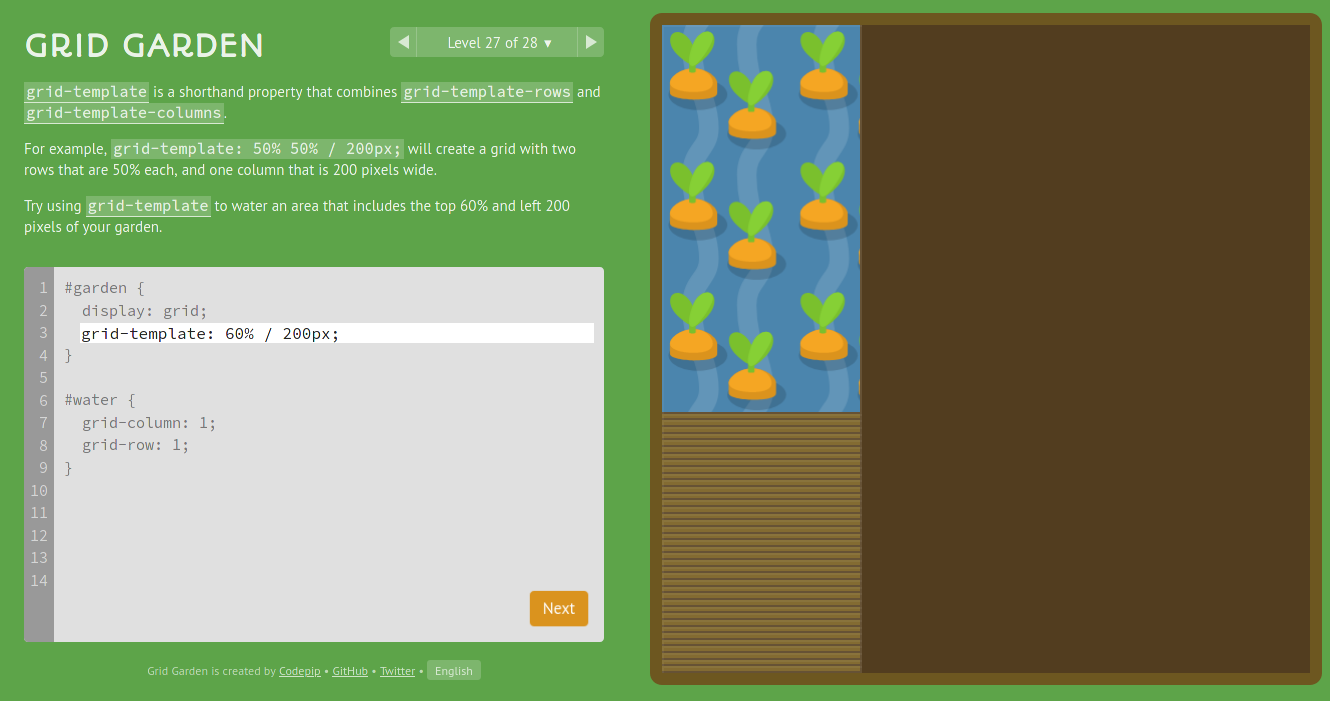 GRID GARDEN
Level 27 of 28 ▾
grid-template is a shorthand property that combines grid-template-rows and
grid-template-columns.
For example, grid-template: 50% 50% / 200px; will create a grid with two
rows that are 50% each, and one column that is 200 pixels wide.
Try using grid-template to water an area that includes the top 60% and left 200
pixels of your garden.
1 #garden {
2 display: grid;
3 grid-template: 60% / 200px;
4 }
5
6 #water {
7 grid-column: 1;
8 grid-row: 1;
9 }
10
11
12
13
14
Next
Grid Garden is created by Codepip • GitHub • Twitter • English